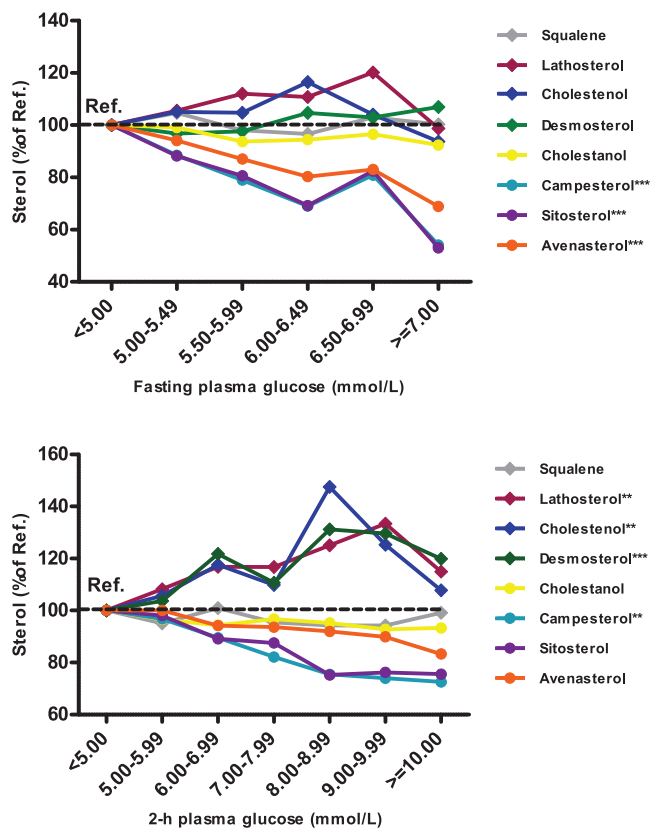 140
120
100
80
60
40
Sterol (%of Ref.)
Ref.
<5.00
5.00-5.49
5.50-5.99
6.00-6.49
6.50-6.99
>=7.00
Fasting plasma glucose (mmol/L)
Squalene
Lathosterol
Cholestenol
Desmosterol
Cholestanol
Campesterol***
Sitosterol***
Avenasterol***
160
140
120
100
80
60
Sterol (%of Ref.)
Ref.
<5.00
5.00-5.99
6.00-6.99
7.00-7.99
8.00-8.99
9.00-9.99
>=10.00
2-h plasma glucose (mmol/L)
Squalene
Lathosterol**
Cholestenol**
Desmosterol***
Cholestanol
Campesterol**
Sitosterol
Avenasterol